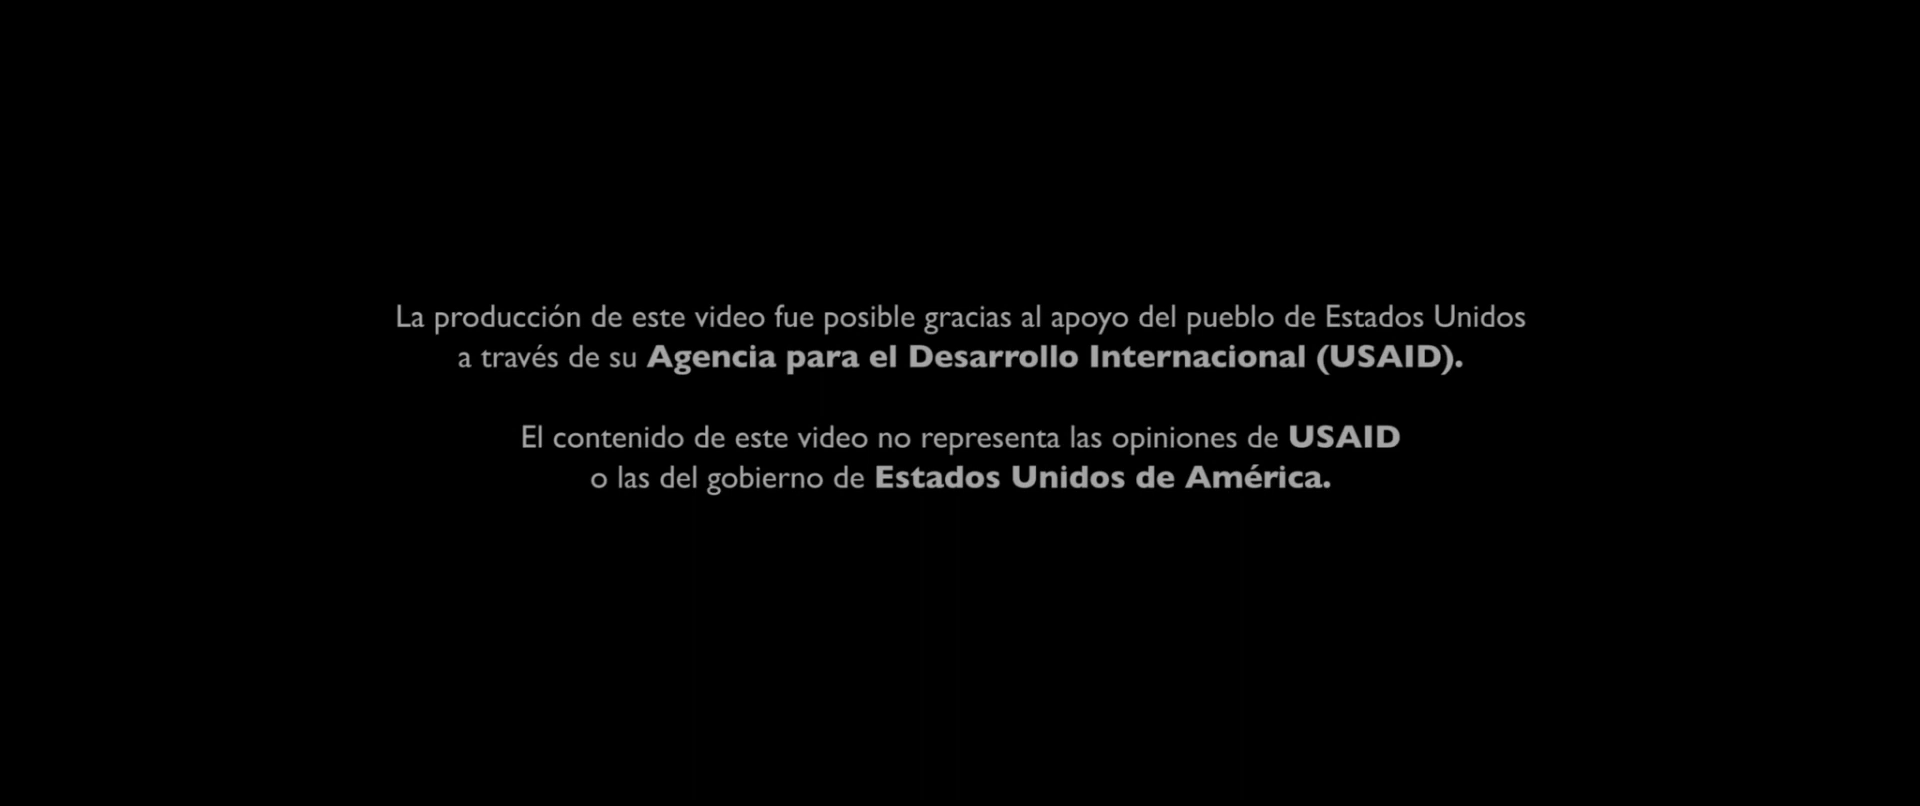 La producción de este video fue posible gracias al apoyo del pueblo de Estados Unidos
a través de su Agencia para el Desarrollo Internacional (USAID).
El contenido de este video no representa las opiniones de USAID
o las del gobierno de Estados Unidos de América.